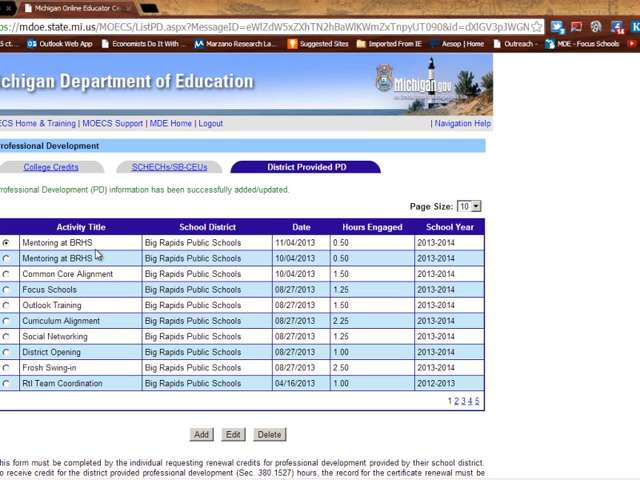 Michigan Online Educator Ce
s://mdoe.state.mi.us/MOECS/ListPD.aspx?MessageID=
5 ct... Outlook Web App Economists Do It With ... Marzano Research La... Suggested Sites Imported From IE Aesop | Home Outreach - MDE - Focus Schools
ichigan Department of Education
Michigan.gov
ECS Home & Training | MOECS Support | MDE Home | Logout | Navigation Help
rofessional Development
College Credits SCHECHs/SB-CEUs District Provided PD
rofessional Development (PD) information has been successfully added/updated.
Page Size: 10
Activity Title School District Date Hours Engaged School Year
Mentoring at BRHS Big Rapids Public Schools 11/04/2013 0.50 2013-2014
Mentoring at BRHS Big Rapids Public Schools 10/04/2013 0.50 2013-2014
Common Core Alignment Big Rapids Public Schools 10/04/2013 1.50 2013-2014
Focus Schools Big Rapids Public Schools 08/27/2013 1.25 2013-2014
Outlook Training Big Rapids Public Schools 08/27/2013 1.50 2013-2014
Curriculum Alignment Big Rapids Public Schools 08/27/2013 2.25 2013-2014
Social Networking Big Rapids Public Schools 08/27/2013 1.25 2013-2014
District Opening Big Rapids Public Schools 08/27/2013 1.00 2013-2014
Frosh Swing-in Big Rapids Public Schools 08/27/2013 2.50 2013-2014
RtI Team Coordination Big Rapids Public Schools 04/16/2013 1.00 2012-2013
1 2 3 4 5
Add Edit Delete
his form must be completed by the individual requesting renewal credits for professional development provided by their school district.
o receive credit for the district provided professional development (Sec. 380.1527) hours, the record for the certificate renewal must be